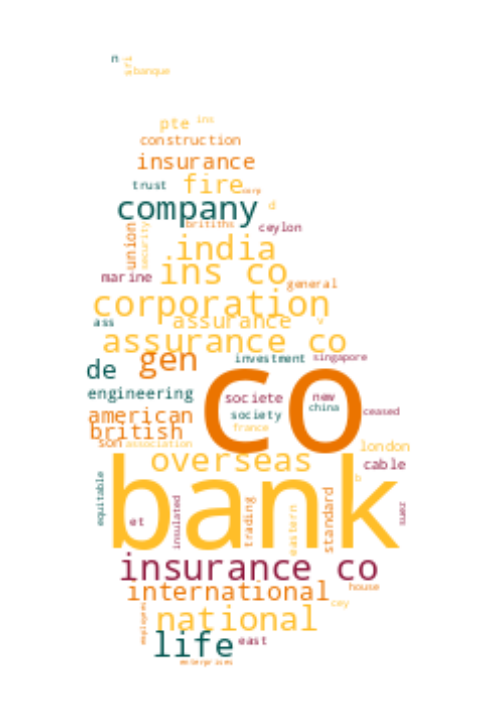 n
afl
banque
pte ins
construction
insurance
trust fire corp
company d
union security britiths ceylon
india
marine ins co general
corporation
ass assurance v
assurance co
de gen investment singapore
engineering co societe new
american society china ceased
british france
son association london
overseas cable
equitable bank b
et insulated trading eastern standard zams
insurance co
international house
employees national cey
life east
enterprises